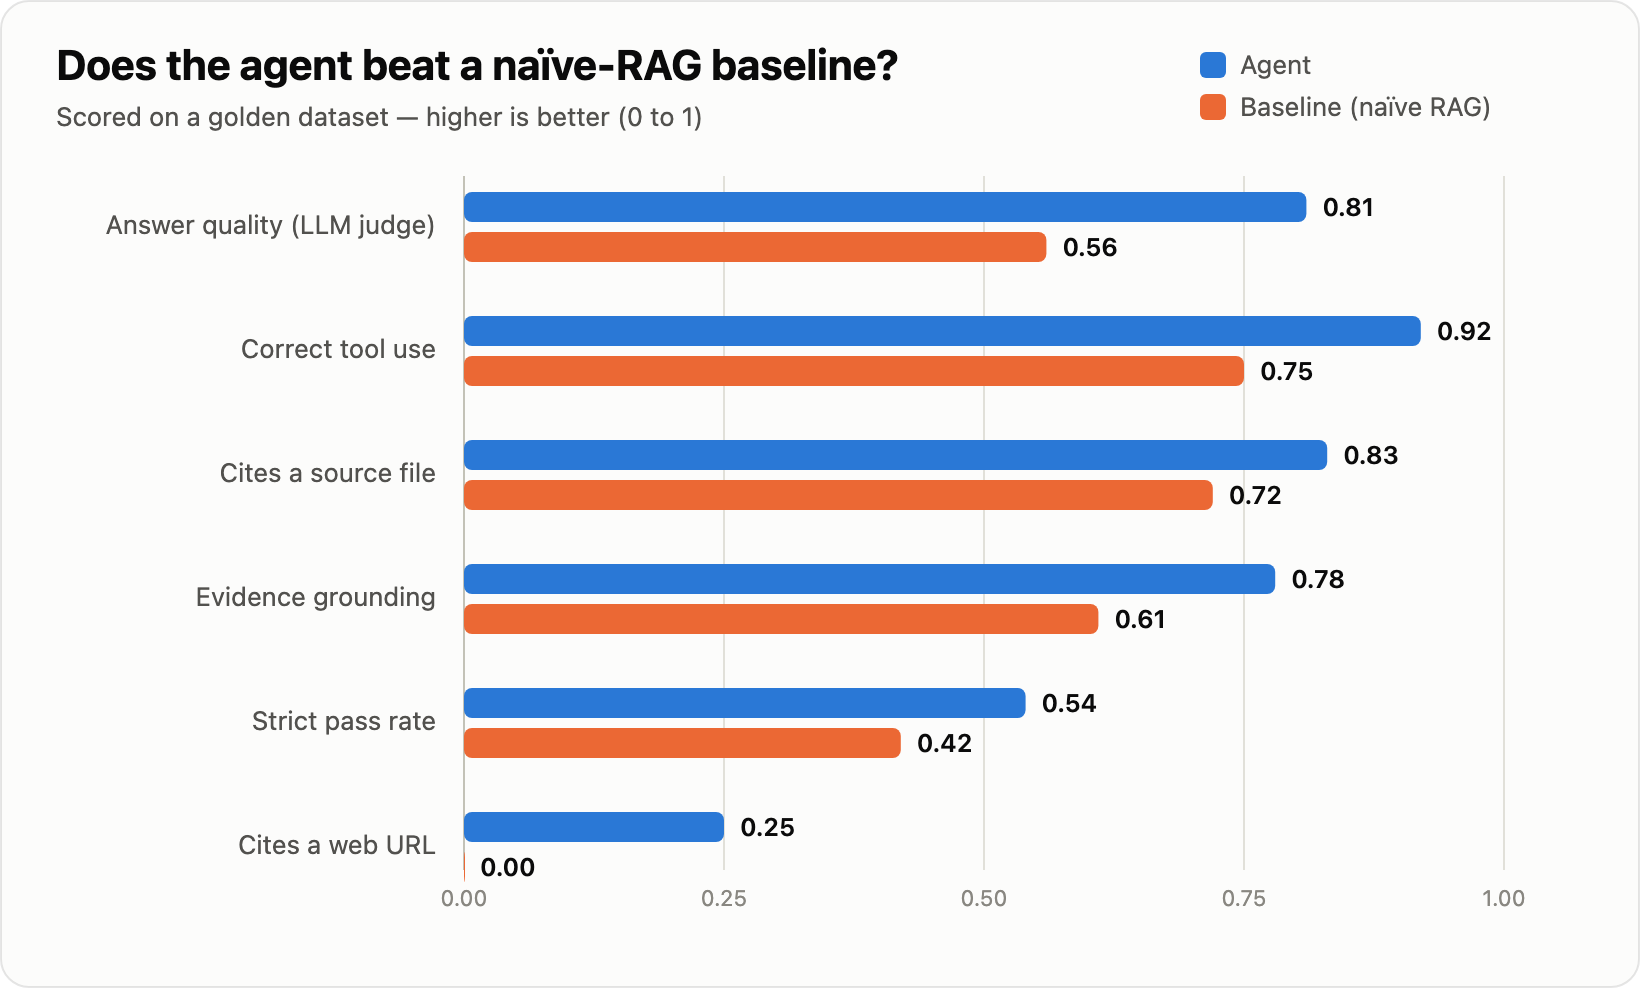 Does the agent beat a naïve-RAG baseline?
Scored on a golden dataset — higher is better (0 to 1)
Agent
Baseline (naïve RAG)
Answer quality (LLM judge)
0.81
0.56
Correct tool use
0.92
0.75
Cites a source file
0.83
0.72
Evidence grounding
0.78
0.61
Strict pass rate
0.54
0.42
Cites a web URL
0.25
0.00
0.00 0.25 0.50 0.75 1.00